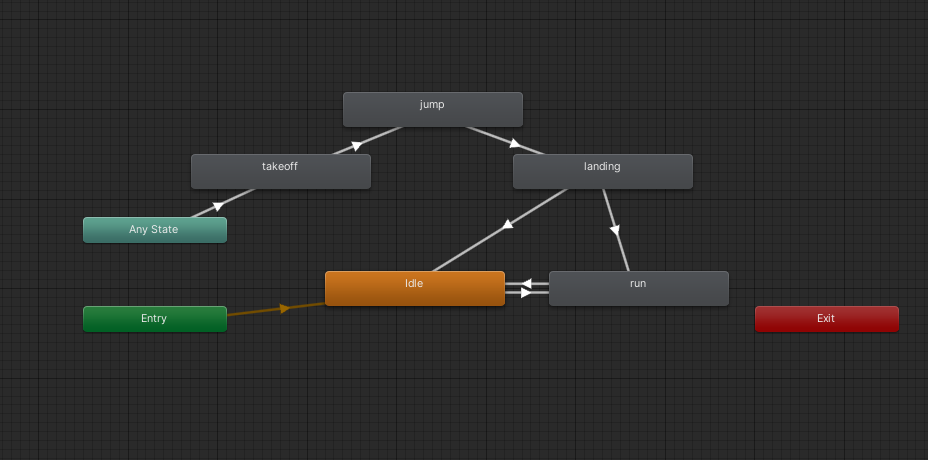 jump
takeoff
landing
Any State
Idle
run
Entry
Exit